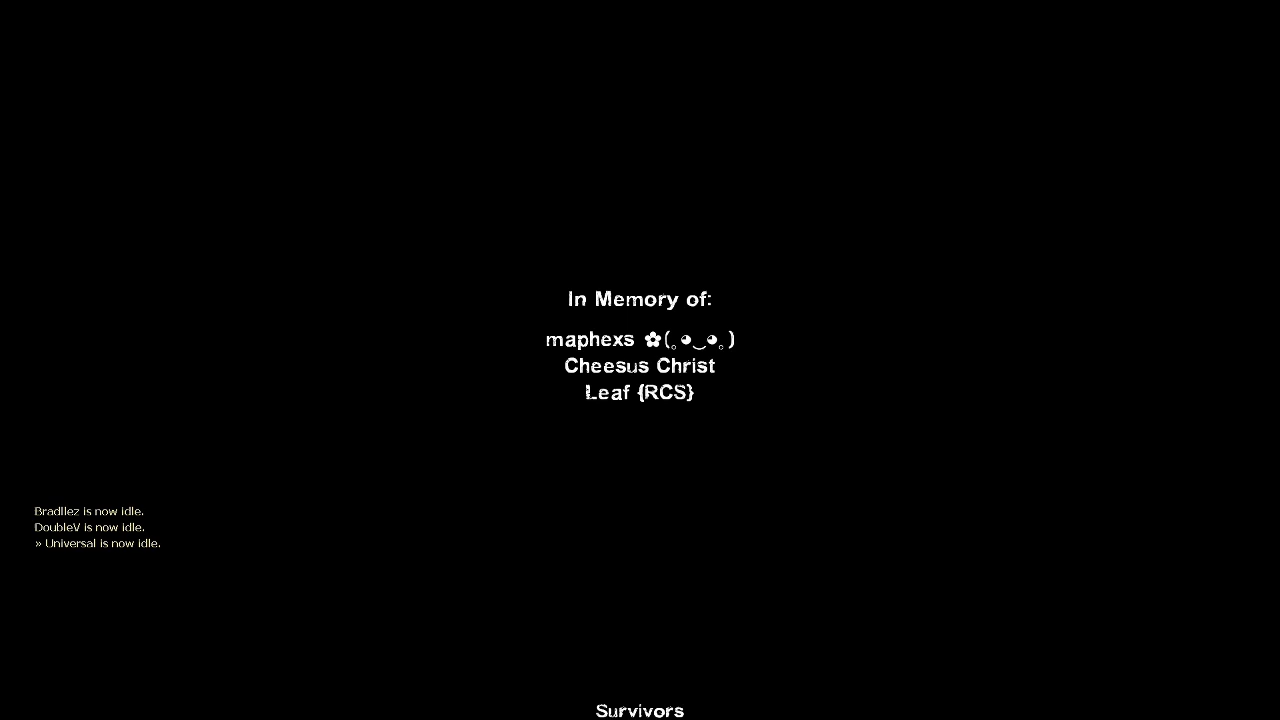 In Memory of:
maphexs ✿(｡◕‿◕｡)
Cheesus Christ
Leaf {RCS}
Bradllez is now idle.
DoubleV is now idle.
» Universal is now idle.
Survivors